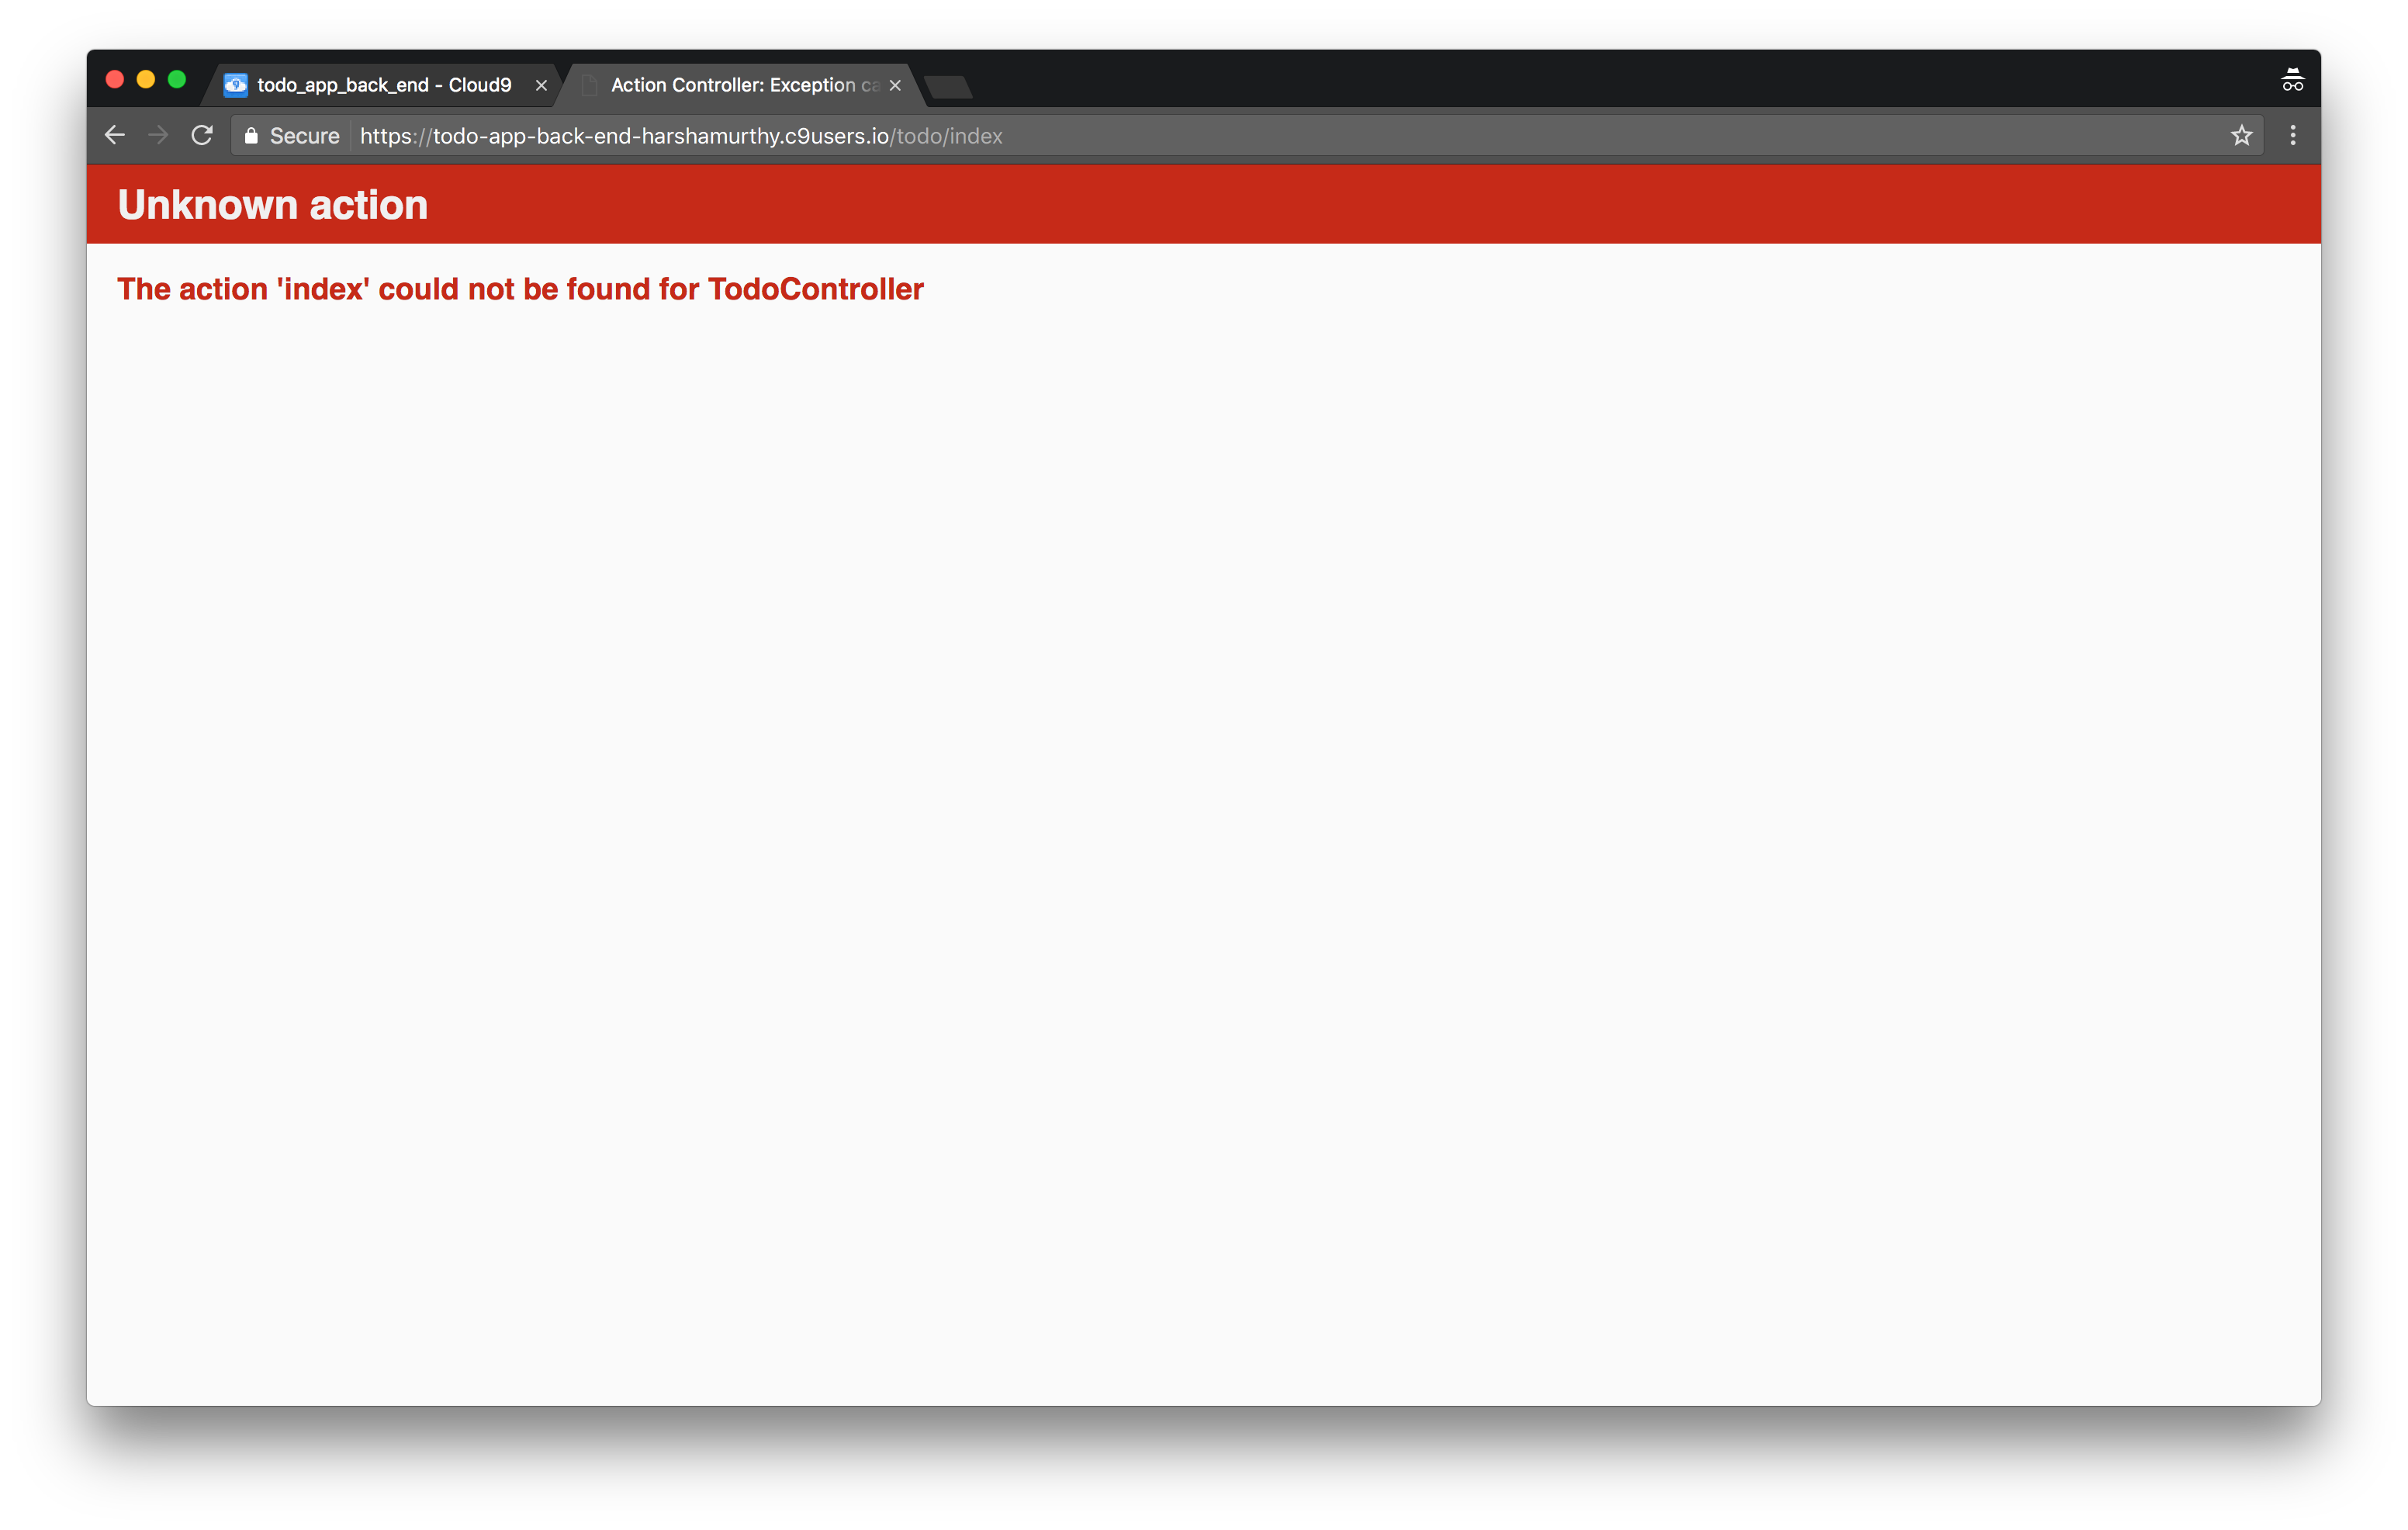 todo_app_back_end - Cloud9
Action Controller: Exception ca
Secure https://todo-app-back-end-harshamurthy.c9users.io/todo/index
Unknown action
The action 'index' could not be found for TodoController